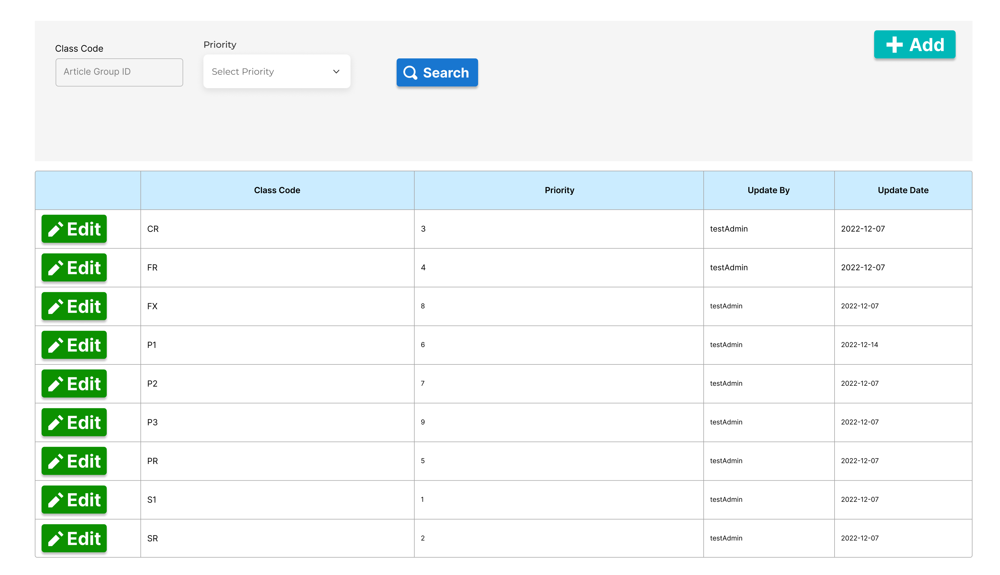 Class Code
Priority
Add
Article Group ID
Select Priority
Search
Class Code Priority Update By Update Date
Edit CR 3 testAdmin 2022-12-07
Edit FR 4 testAdmin 2022-12-07
Edit FX 8 testAdmin 2022-12-07
Edit P1 6 testAdmin 2022-12-14
Edit P2 7 testAdmin 2022-12-07
Edit P3 9 testAdmin 2022-12-07
Edit PR 5 testAdmin 2022-12-07
Edit S1 1 testAdmin 2022-12-07
Edit SR 2 testAdmin 2022-12-07